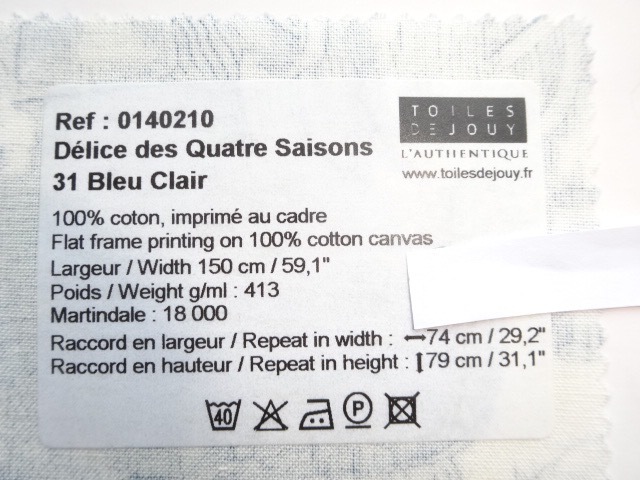 Ref : 0140210
Délice des Quatre Saisons
31 Bleu Clair
TOILES
DE JOUY
L'AUTHENTIQUE
www.toilesdejouy.fr
100% coton, imprimé au cadre
Flat frame printing on 100% cotton canvas
Largeur / Width 150 cm / 59,1"
Poids / Weight g/ml : 413
Martindale : 18 000
Raccord en largeur / Repeat in width : ↔74 cm / 29,2"
Raccord en hauteur / Repeat in height : ↕79 cm / 31,1"
40 P